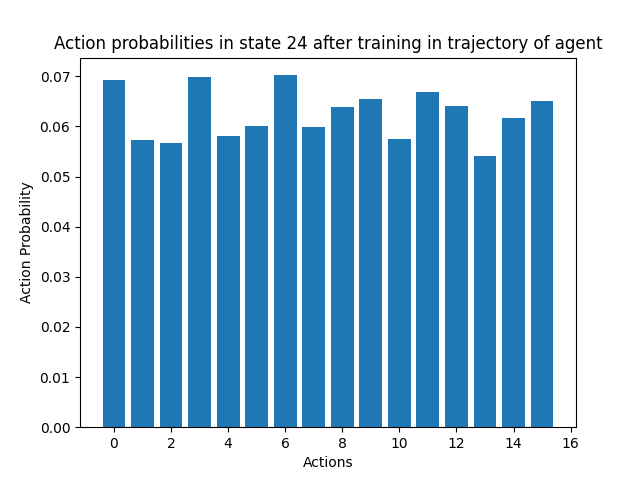 Action probabilities in state 24 after training in trajectory of agent
0.07
0.06
0.05
0.04
0.03
0.02
0.01
0.00
Action Probability
0 2 4 6 8 10 12 14 16
Actions